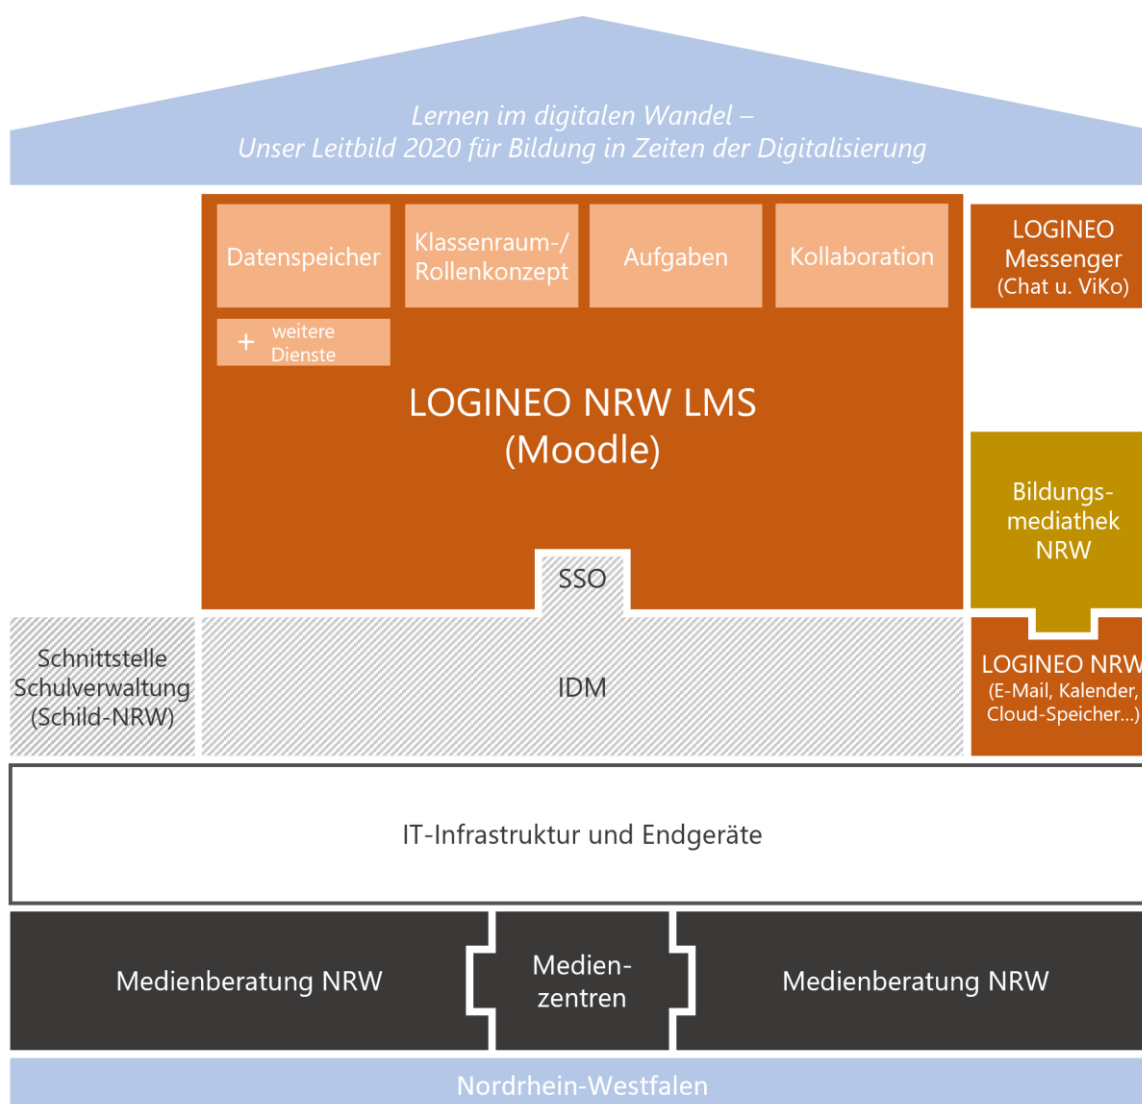 Lernen im digitalen Wandel –
Unser Leitbild 2020 für Bildung in Zeiten der Digitalisierung
Datenspeicher
Klassenraum-/
Rollenkonzept
Aufgaben
Kollaboration
LOGINEO
Messenger
(Chat u. ViKo)
+ weitere
Dienste
LOGINEO NRW LMS
(Moodle)
Bildungs-
mediathek
NRW
SSO
Schnittstelle
Schulverwaltung
(Schild-NRW)
IDM
LOGINEO NRW
(E-Mail, Kalender,
Cloud-Speicher...)
IT-Infrastruktur und Endgeräte
Medienberatung NRW
Medien-
zentren
Medienberatung NRW
Nordrhein-Westfalen